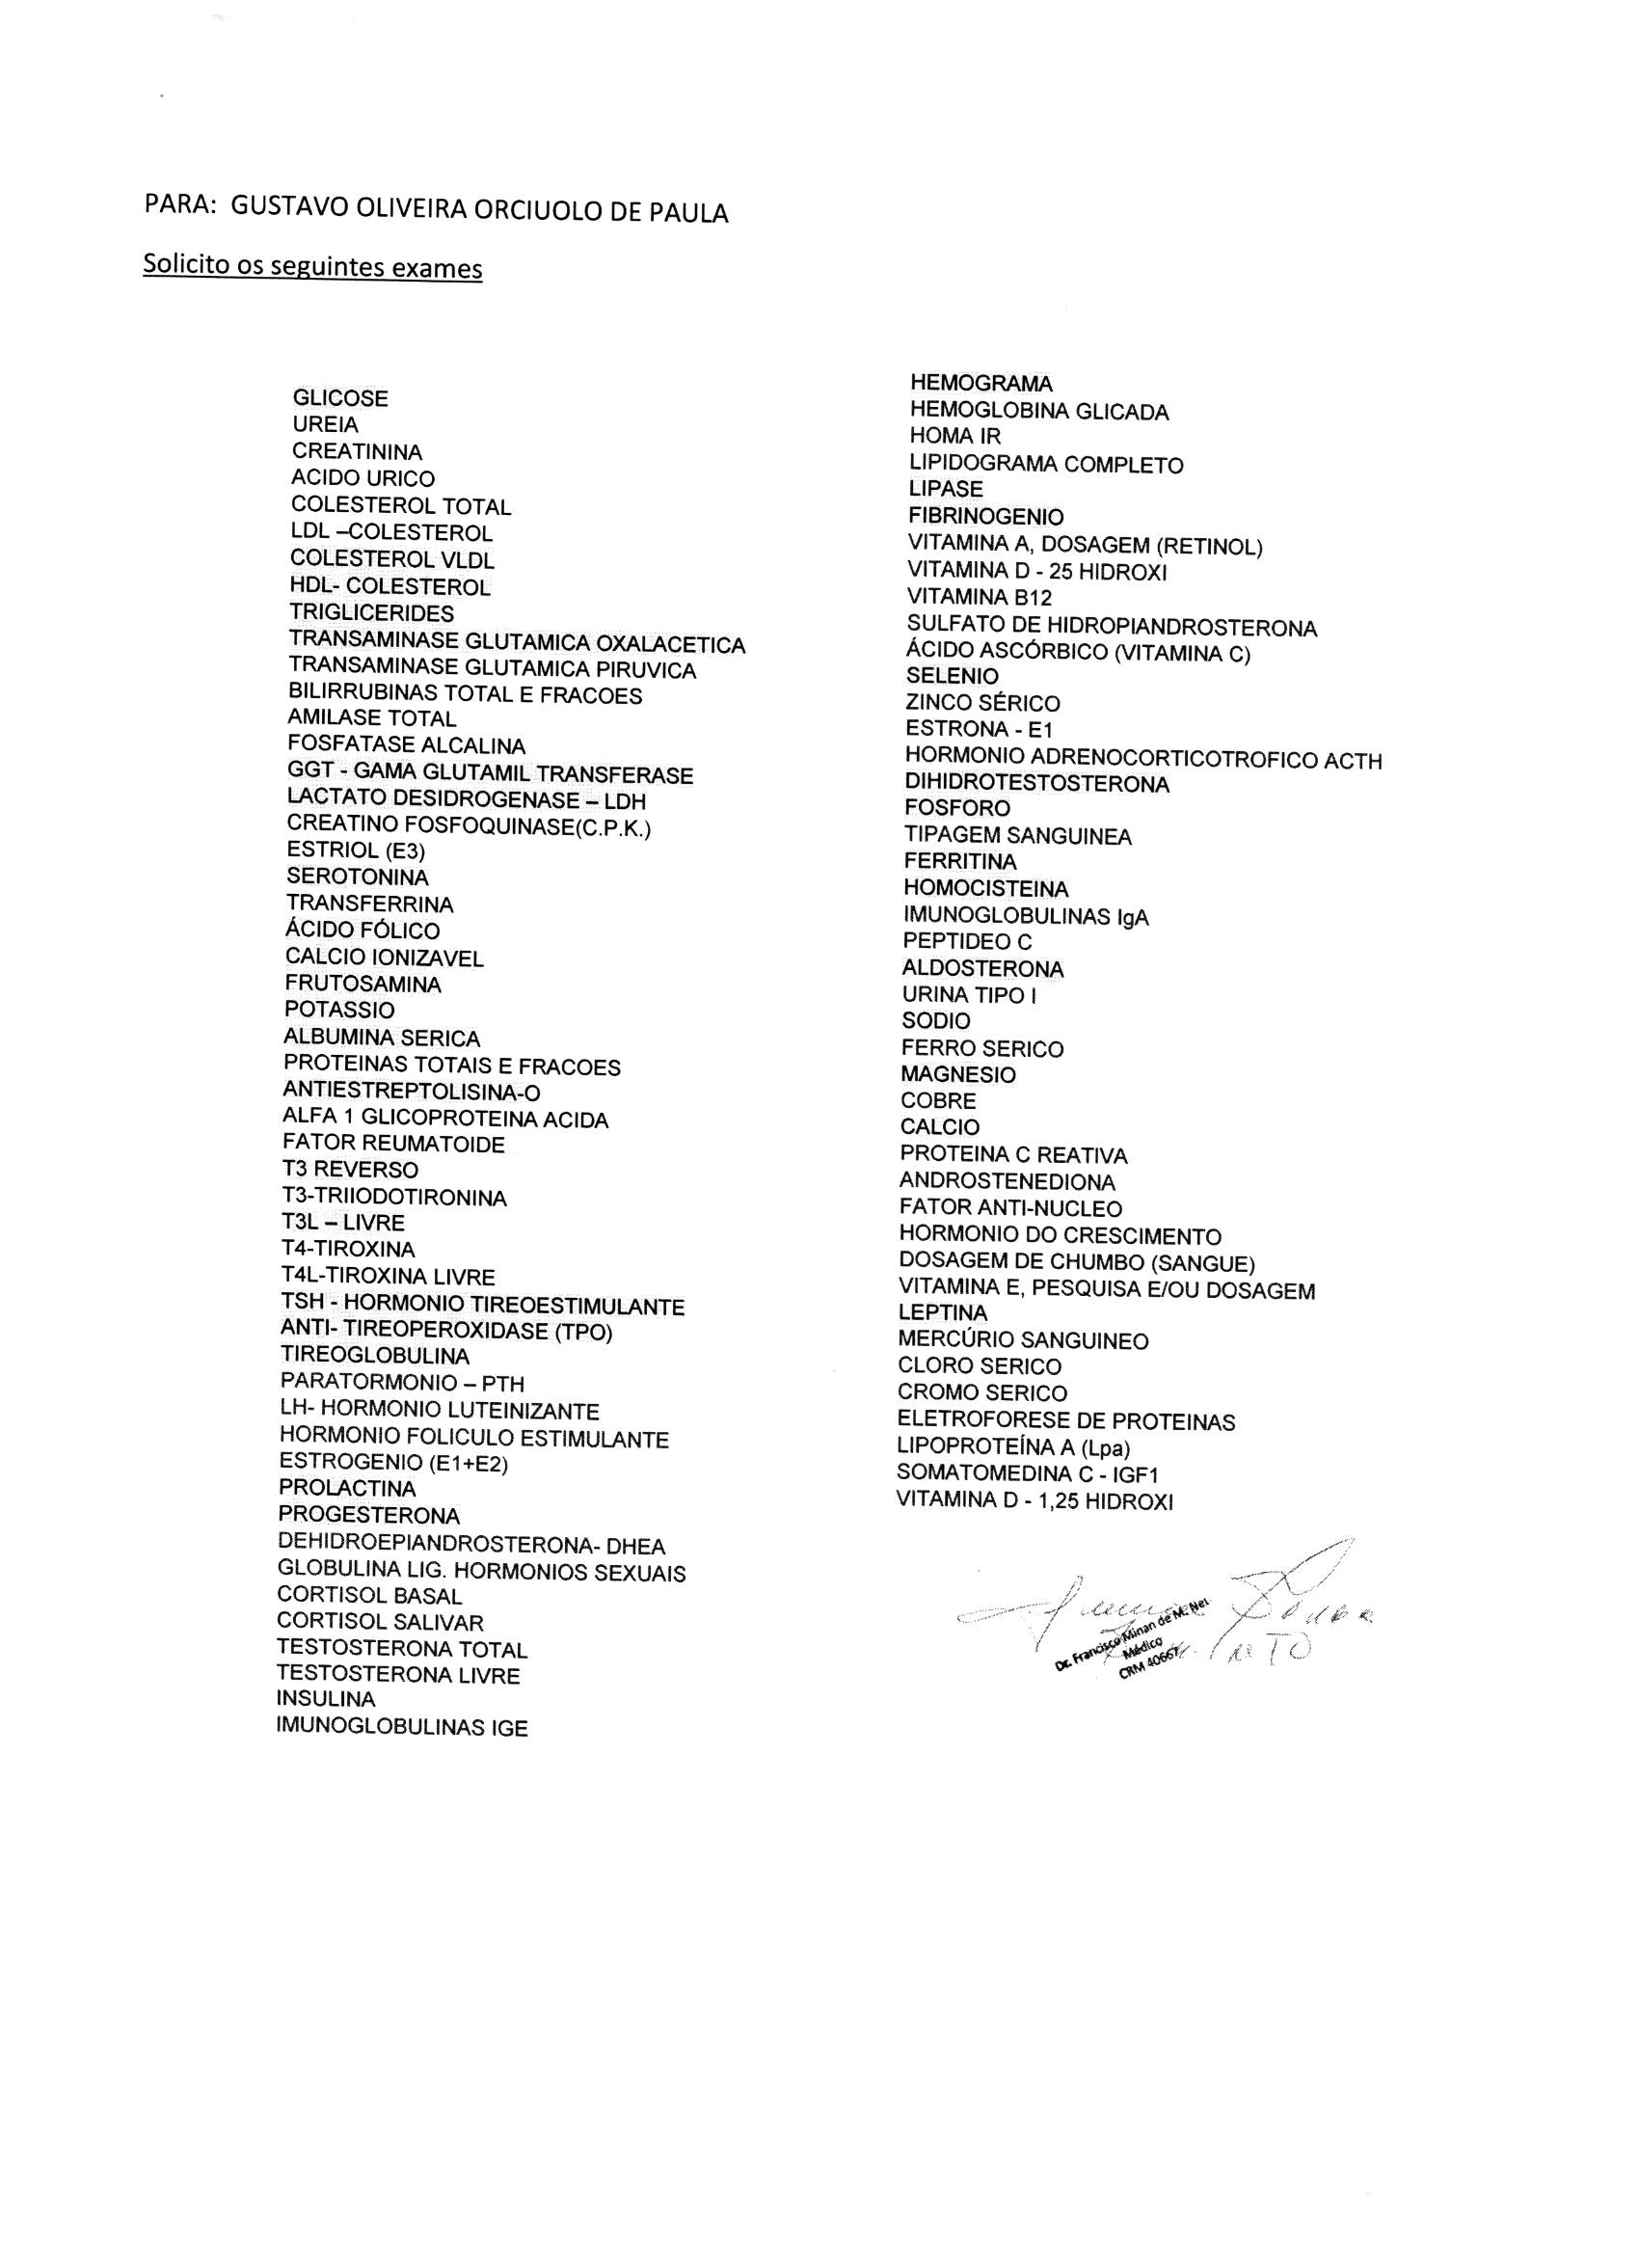 PARA: GUSTAVO OLIVEIRA ORCIUOLO DE PAULA
Solicito os seguintes exames
GLICOSE
UREIA
CREATININA
ACIDO URICO
COLESTEROL TOTAL
LDL –COLESTEROL
COLESTEROL VLDL
HDL- COLESTEROL
TRIGLICERIDES
TRANSAMINASE GLUTAMICA OXALACETICA
TRANSAMINASE GLUTAMICA PIRUVICA
BILIRRUBINAS TOTAL E FRACOES
AMILASE TOTAL
FOSFATASE ALCALINA
GGT - GAMA GLUTAMIL TRANSFERASE
LACTATO DESIDROGENASE – LDH
CREATINO FOSFOQUINASE(C.P.K.)
ESTRIOL (E3)
SEROTONINA
TRANSFERRINA
ÁCIDO FÓLICO
CALCIO IONIZAVEL
FRUTOSAMINA
POTASSIO
ALBUMINA SERICA
PROTEINAS TOTAIS E FRACOES
ANTIESTREPTOLISINA-O
ALFA 1 GLICOPROTEINA ACIDA
FATOR REUMATOIDE
T3 REVERSO
T3-TRIIODOTIRONINA
T3L – LIVRE
T4-TIROXINA
T4L-TIROXINA LIVRE
TSH - HORMONIO TIREOESTIMULANTE
ANTI- TIREOPEROXIDASE (TPO)
TIREOGLOBULINA
PARATORMONIO – PTH
LH- HORMONIO LUTEINIZANTE
HORMONIO FOLICULO ESTIMULANTE
ESTROGENIO (E1+E2)
PROLACTINA
PROGESTERONA
DEHIDROEPIANDROSTERONA- DHEA
GLOBULINA LIG. HORMONIOS SEXUAIS
CORTISOL BASAL
CORTISOL SALIVAR
TESTOSTERONA TOTAL
TESTOSTERONA LIVRE
INSULINA
IMUNOGLOBULINAS IGE
HEMOGRAMA
HEMOGLOBINA GLICADA
HOMA IR
LIPIDOGRAMA COMPLETO
LIPASE
FIBRINOGENIO
VITAMINA A, DOSAGEM (RETINOL)
VITAMINA D - 25 HIDROXI
VITAMINA B12
SULFATO DE HIDROPIANDROSTERONA
ÁCIDO ASCÓRBICO (VITAMINA C)
SELENIO
ZINCO SÉRICO
ESTRONA - E1
HORMONIO ADRENOCORTICOTROFICO ACTH
DIHIDROTESTOSTERONA
FOSFORO
TIPAGEM SANGUINEA
FERRITINA
HOMOCISTEINA
IMUNOGLOBULINAS IgA
PEPTIDEO C
ALDOSTERONA
URINA TIPO I
SODIO
FERRO SERICO
MAGNESIO
COBRE
CALCIO
PROTEINA C REATIVA
ANDROSTENEDIONA
FATOR ANTI-NUCLEO
HORMONIO DO CRESCIMENTO
DOSAGEM DE CHUMBO (SANGUE)
VITAMINA E, PESQUISA E/OU DOSAGEM
LEPTINA
MERCÚRIO SANGUINEO
CLORO SERICO
CROMO SERICO
ELETROFORESE DE PROTEINAS
LIPOPROTEÍNA A (Lpa)
SOMATOMEDINA C - IGF1
VITAMINA D - 1,25 HIDROXI
Dr. Francisco Minan de M. Net
Médico
CRM 40667